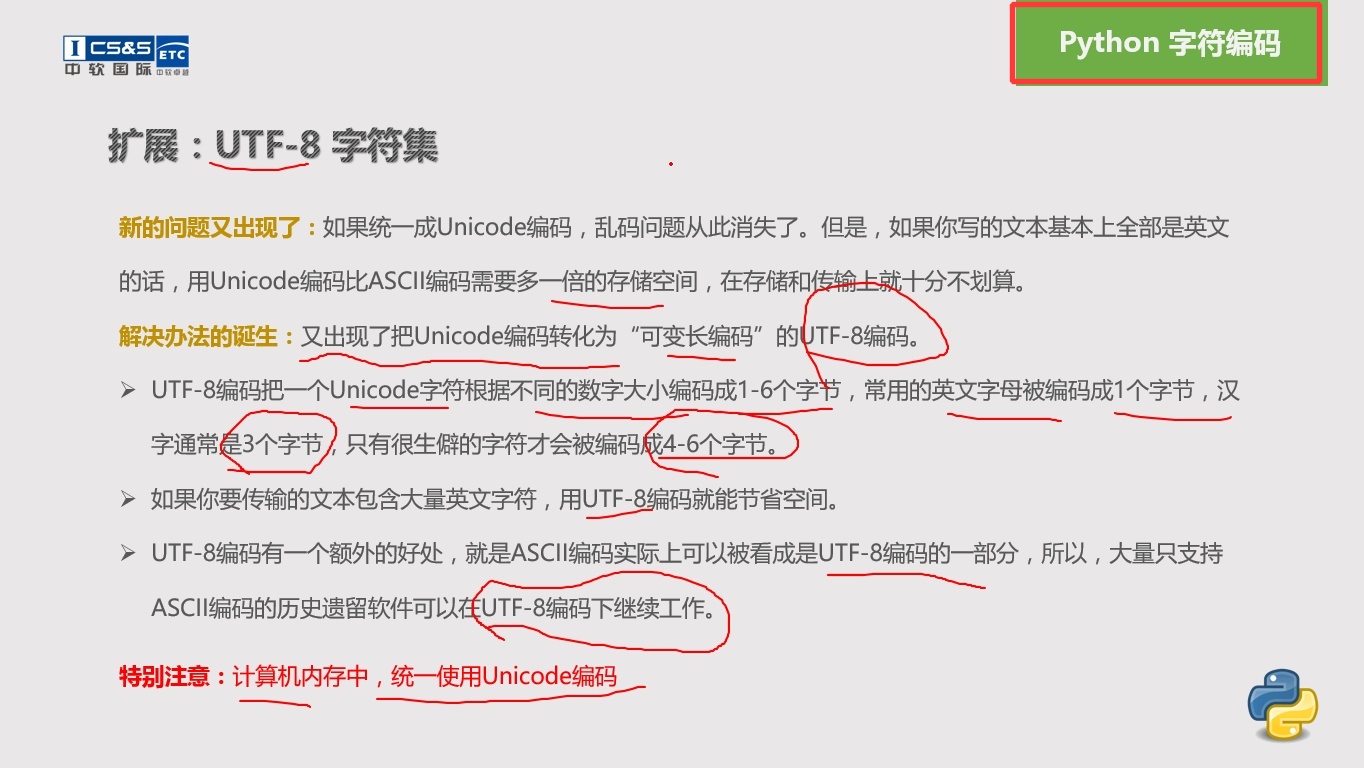 CS&S ETC
中软国际 中软卓越
Python 字符编码
扩展：UTF-8 字符集
新的问题又出现了：如果统一成Unicode编码，乱码问题从此消失了。但是，如果你写的文本基本上全部是英文
的话，用Unicode编码比ASCII编码需要多一倍的存储空间，在存储和传输上就十分不划算。
解决办法的诞生：又出现了把Unicode编码转化为“可变长编码”的UTF-8编码。
➢ UTF-8编码把一个Unicode字符根据不同的数字大小编码成1-6个字节，常用的英文字母被编码成1个字节，汉
字通常是3个字节，只有很生僻的字符才会被编码成4-6个字节。
➢ 如果你要传输的文本包含大量英文字符，用UTF-8编码就能节省空间。
➢ UTF-8编码有一个额外的好处，就是ASCII编码实际上可以被看成是UTF-8编码的一部分，所以，大量只支持
ASCII编码的历史遗留软件可以在UTF-8编码下继续工作。
特别注意：计算机内存中，统一使用Unicode编码